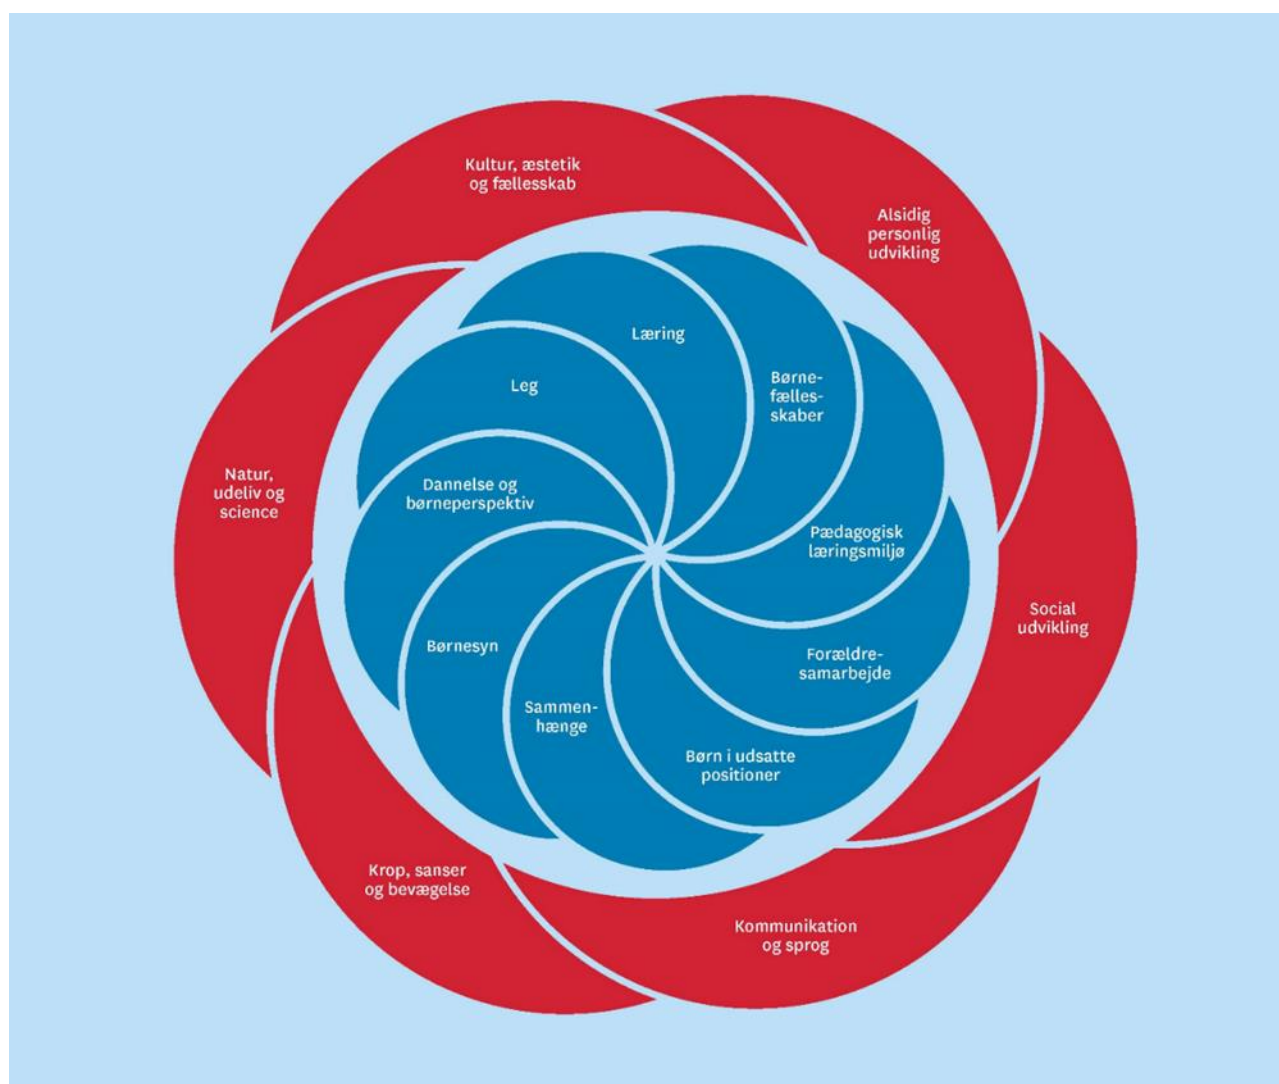 Kultur, æstetik
og fællesskab
Alsidig
personlig
udvikling
Læring
Leg
Børne-
fælles-
skaber
Natur,
udeliv og
science
Dannelse og
børneperspektiv
Pædagogisk
læringsmiljø
Social
udvikling
Børnesyn
Forældre-
samarbejde
Sammen-
hænge
Børn i udsatte
positioner
Krop, sanser
og bevægelse
Kommunikation
og sprog